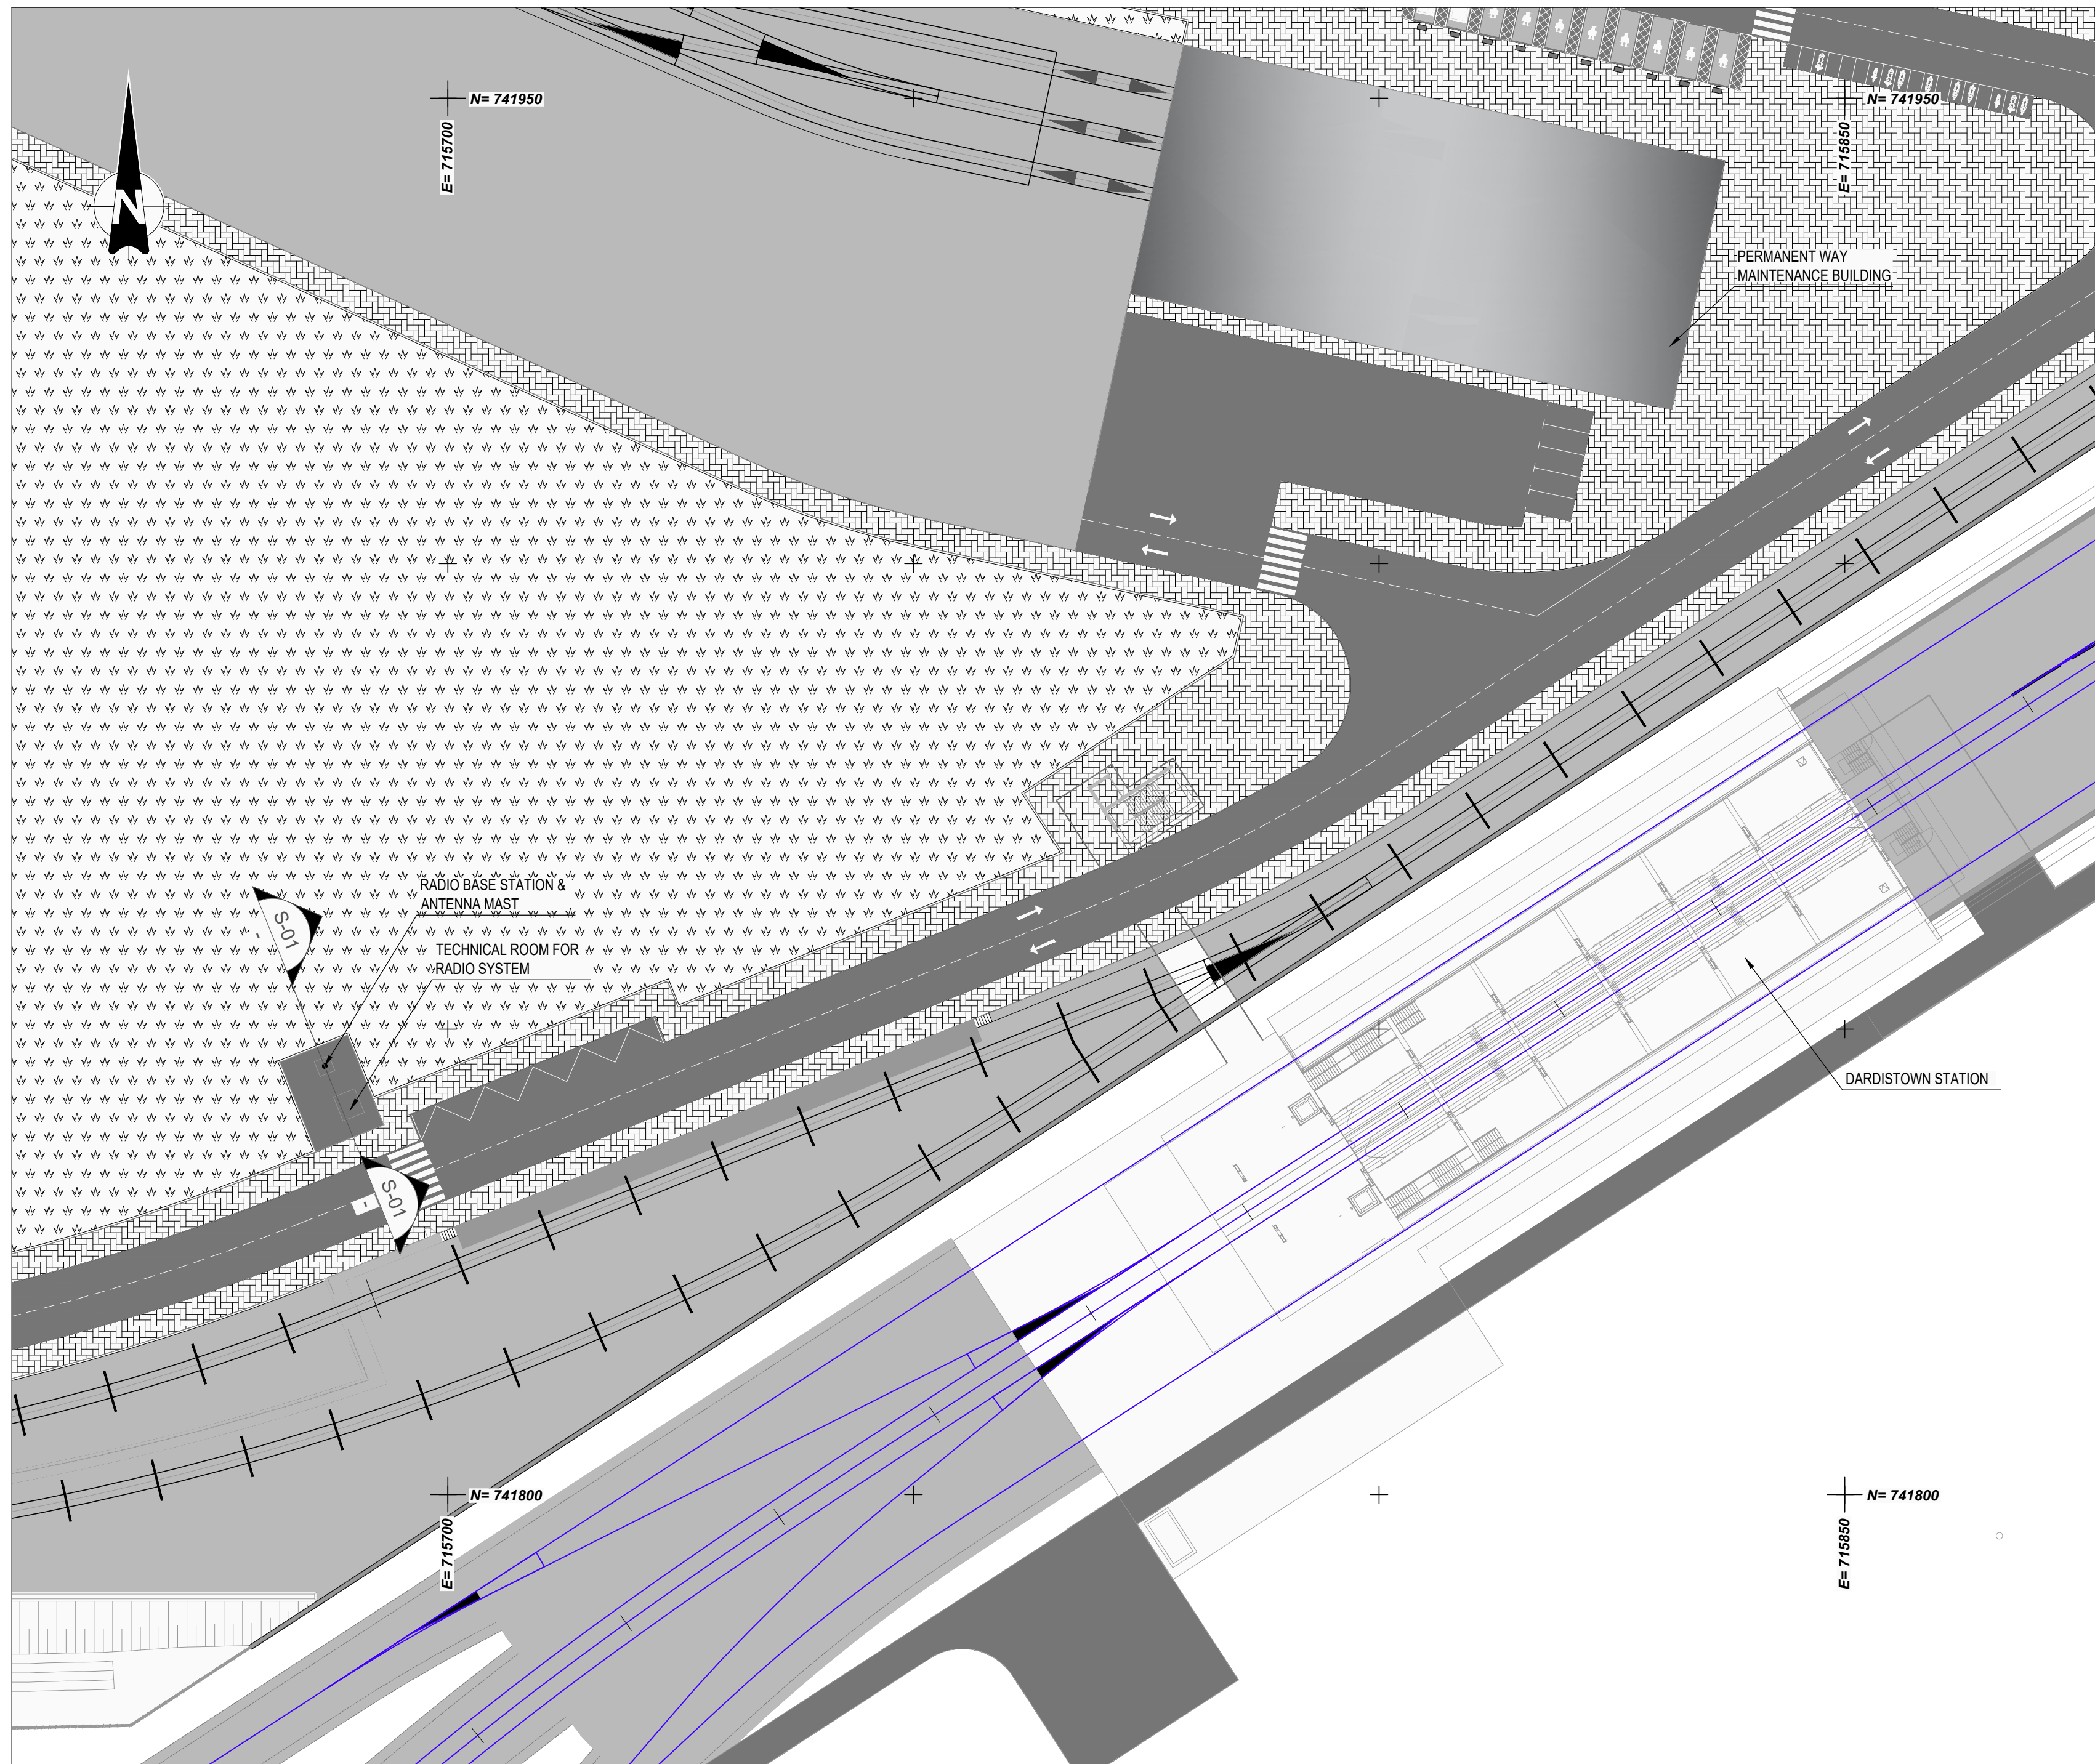 N= 741950
E= 715700
N= 741950
E= 715850
N
PERMANENT WAY
MAINTENANCE BUILDING
RADIO BASE STATION &
ANTENNA MAST
TECHNICAL ROOM FOR
RADIO SYSTEM
S-01
-
S-01
-
DARDISTOWN STATION
N= 741800
E= 715700
N= 741800
E= 715850